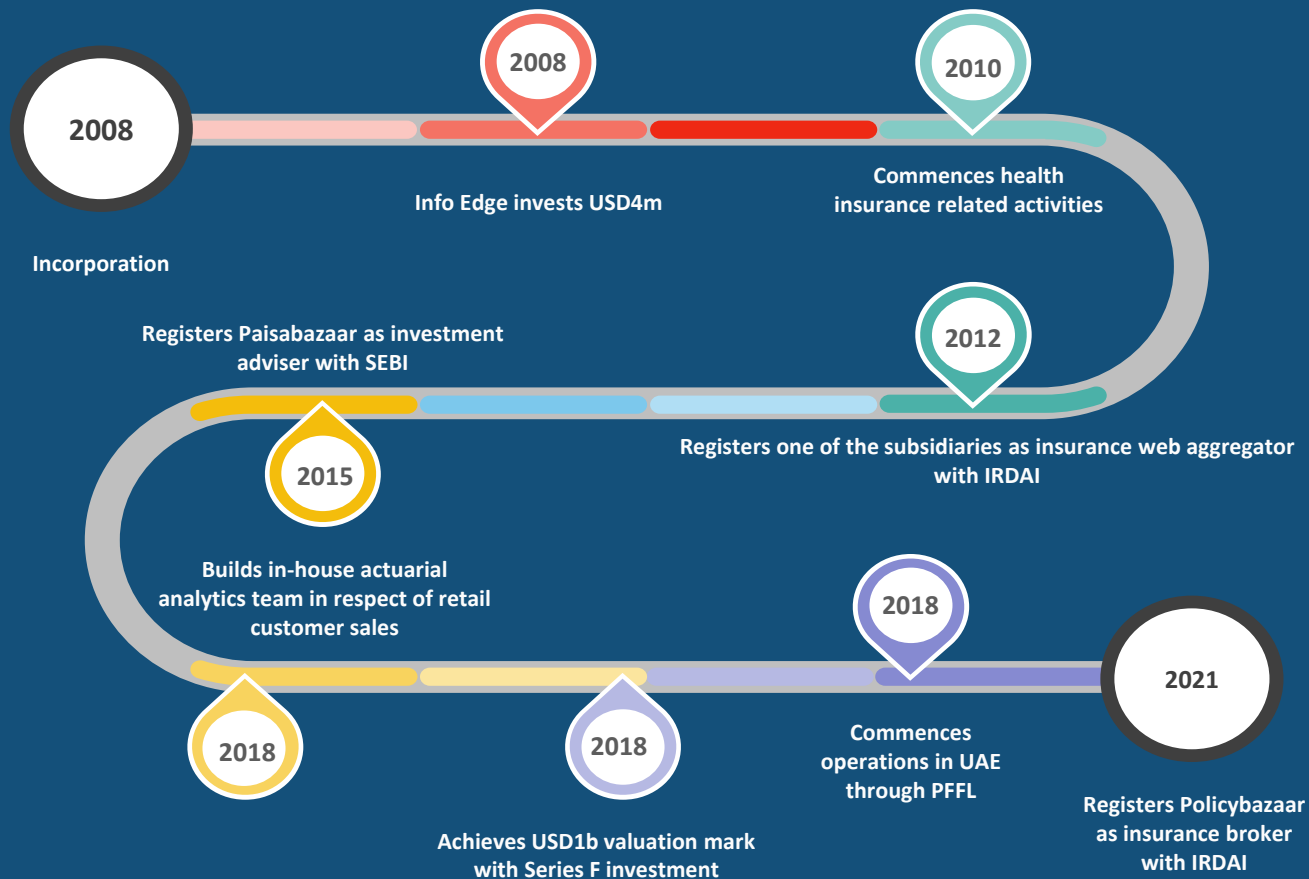 2008
Incorporation
2008
Info Edge invests USD4m
2010
Commences health
insurance related activities
2012
Registers one of the subsidiaries as insurance web aggregator
with IRDAI
Registers Paisabazaar as investment
adviser with SEBI
2015
Builds in-house actuarial
analytics team in respect of retail
customer sales
2018
2018
Achieves USD1b valuation mark
with Series F investment
2018
Commences
operations in UAE
through PFFL
2021
Registers Policybazaar
as insurance broker
with IRDAI